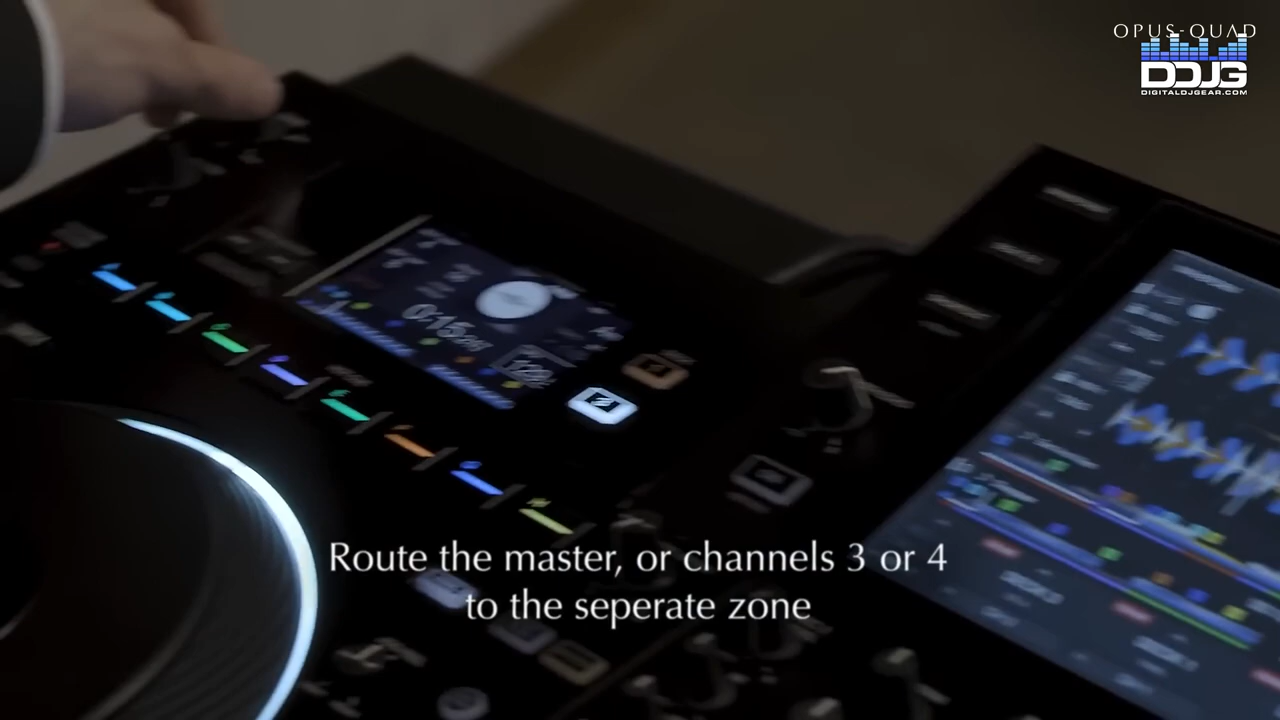 OPUS-QUAD
DDJG
DIGITALDJGEAR.COM
Route the master, or channels 3 or 4
to the seperate zone